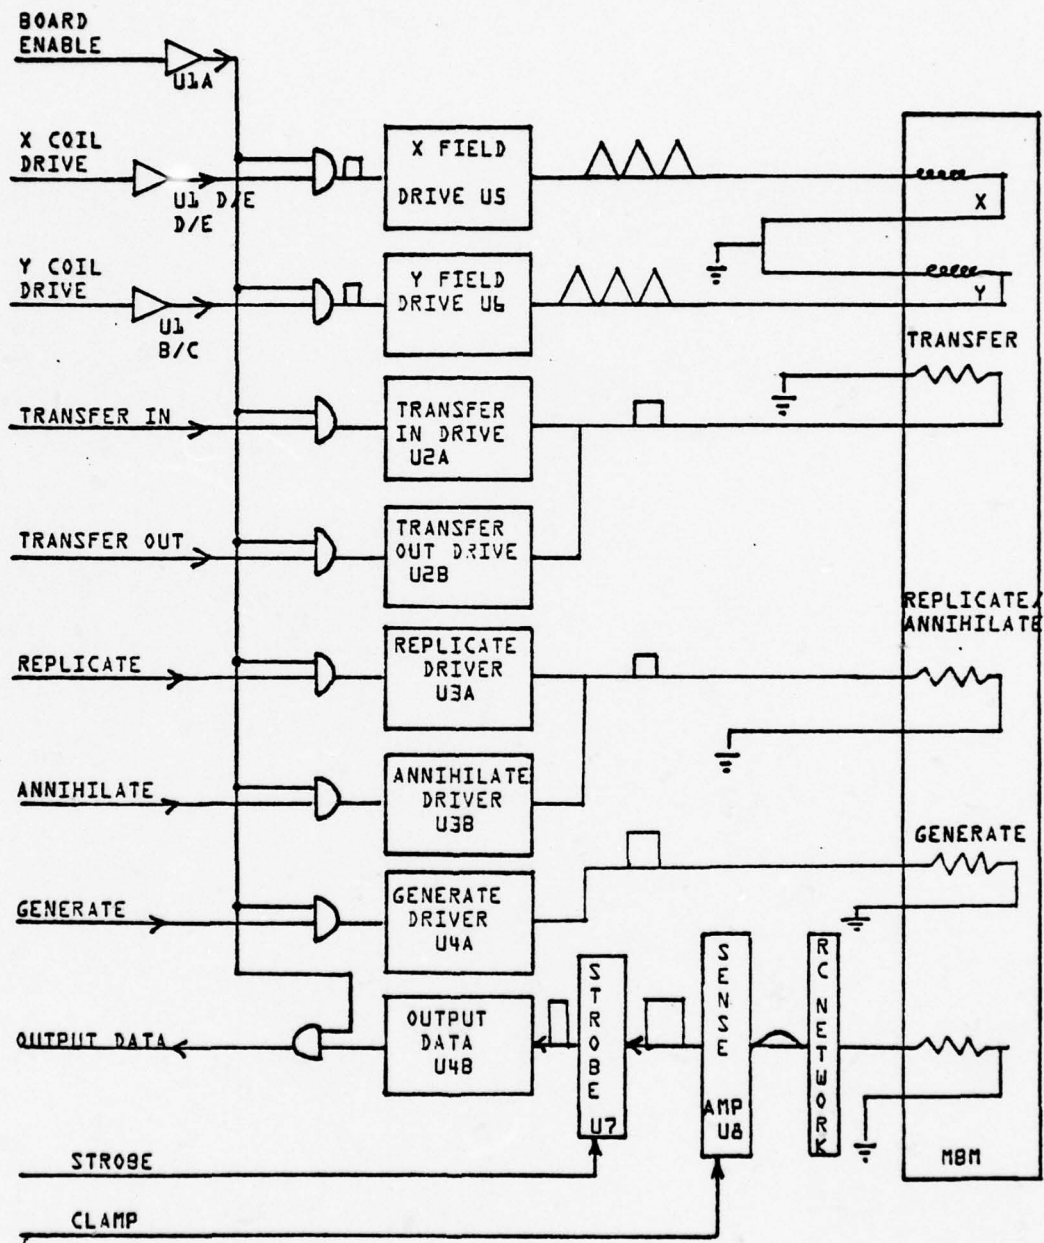 BOARD
ENABLE
U1A
X COIL
DRIVE
U1 D/E
D/E
X FIELD
DRIVE U5
X
Y COIL
DRIVE
U1
B/C
Y FIELD
DRIVE U6
Y
TRANSFER
TRANSFER IN
TRANSFER
IN DRIVE
U2A
TRANSFER OUT
TRANSFER
OUT DRIVE
U2B
REPLICATE/
ANNIHILATE
REPLICATE
REPLICATE
DRIVER
U3A
ANNIHILATE
ANNIHILATE
DRIVER
U3B
GENERATE
GENERATE
GENERATE
DRIVER
U4A
OUTPUT DATA
OUTPUT
DATA
U4B
STROBE
U7
SENSE
AMP
U8
RC NETWORK
MBM
STROBE
CLAMP